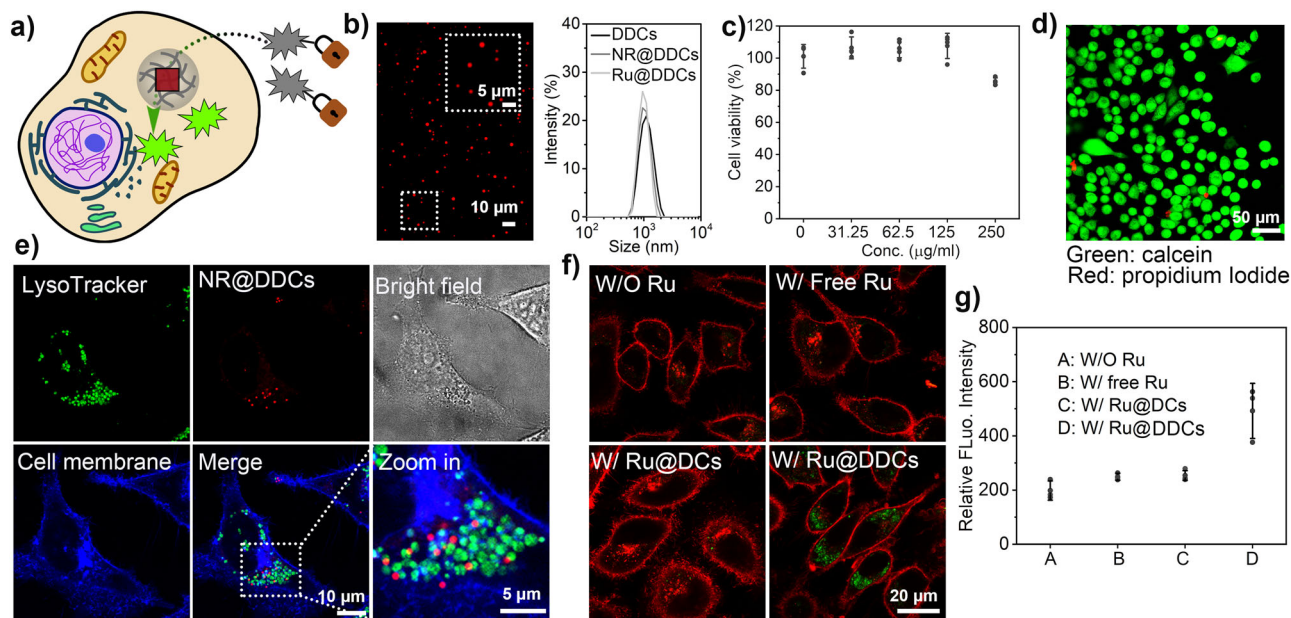 a)
b)
5 µm
10 µm
Intensity (%)
40
30
20
10
0
DDCs
NR@DDCs
Ru@DDCs
10² 10³ 10⁴
Size (nm)
c)
Cell viability (%)
120
100
80
60
40
20
0
0 31.25 62.5 125 250
Conc. (µg/ml)
d)
50 µm
Green: calcein
Red: propidium Iodide
e)
LysoTracker
NR@DDCs
Bright field
Cell membrane
Merge
Zoom in
10 µm
5 µm
f)
W/O Ru
W/ Free Ru
W/ Ru@DCs
W/ Ru@DDCs
20 µm
g)
Relative FLuo. Intensity
800
600
400
200
0
A: W/O Ru
B: W/ free Ru
C: W/ Ru@DCs
D: W/ Ru@DDCs
A B C D